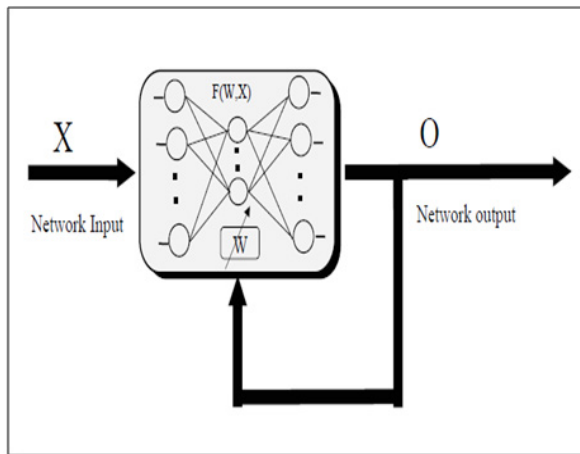 F(W,X)
X
O
Network Input
Network output
W